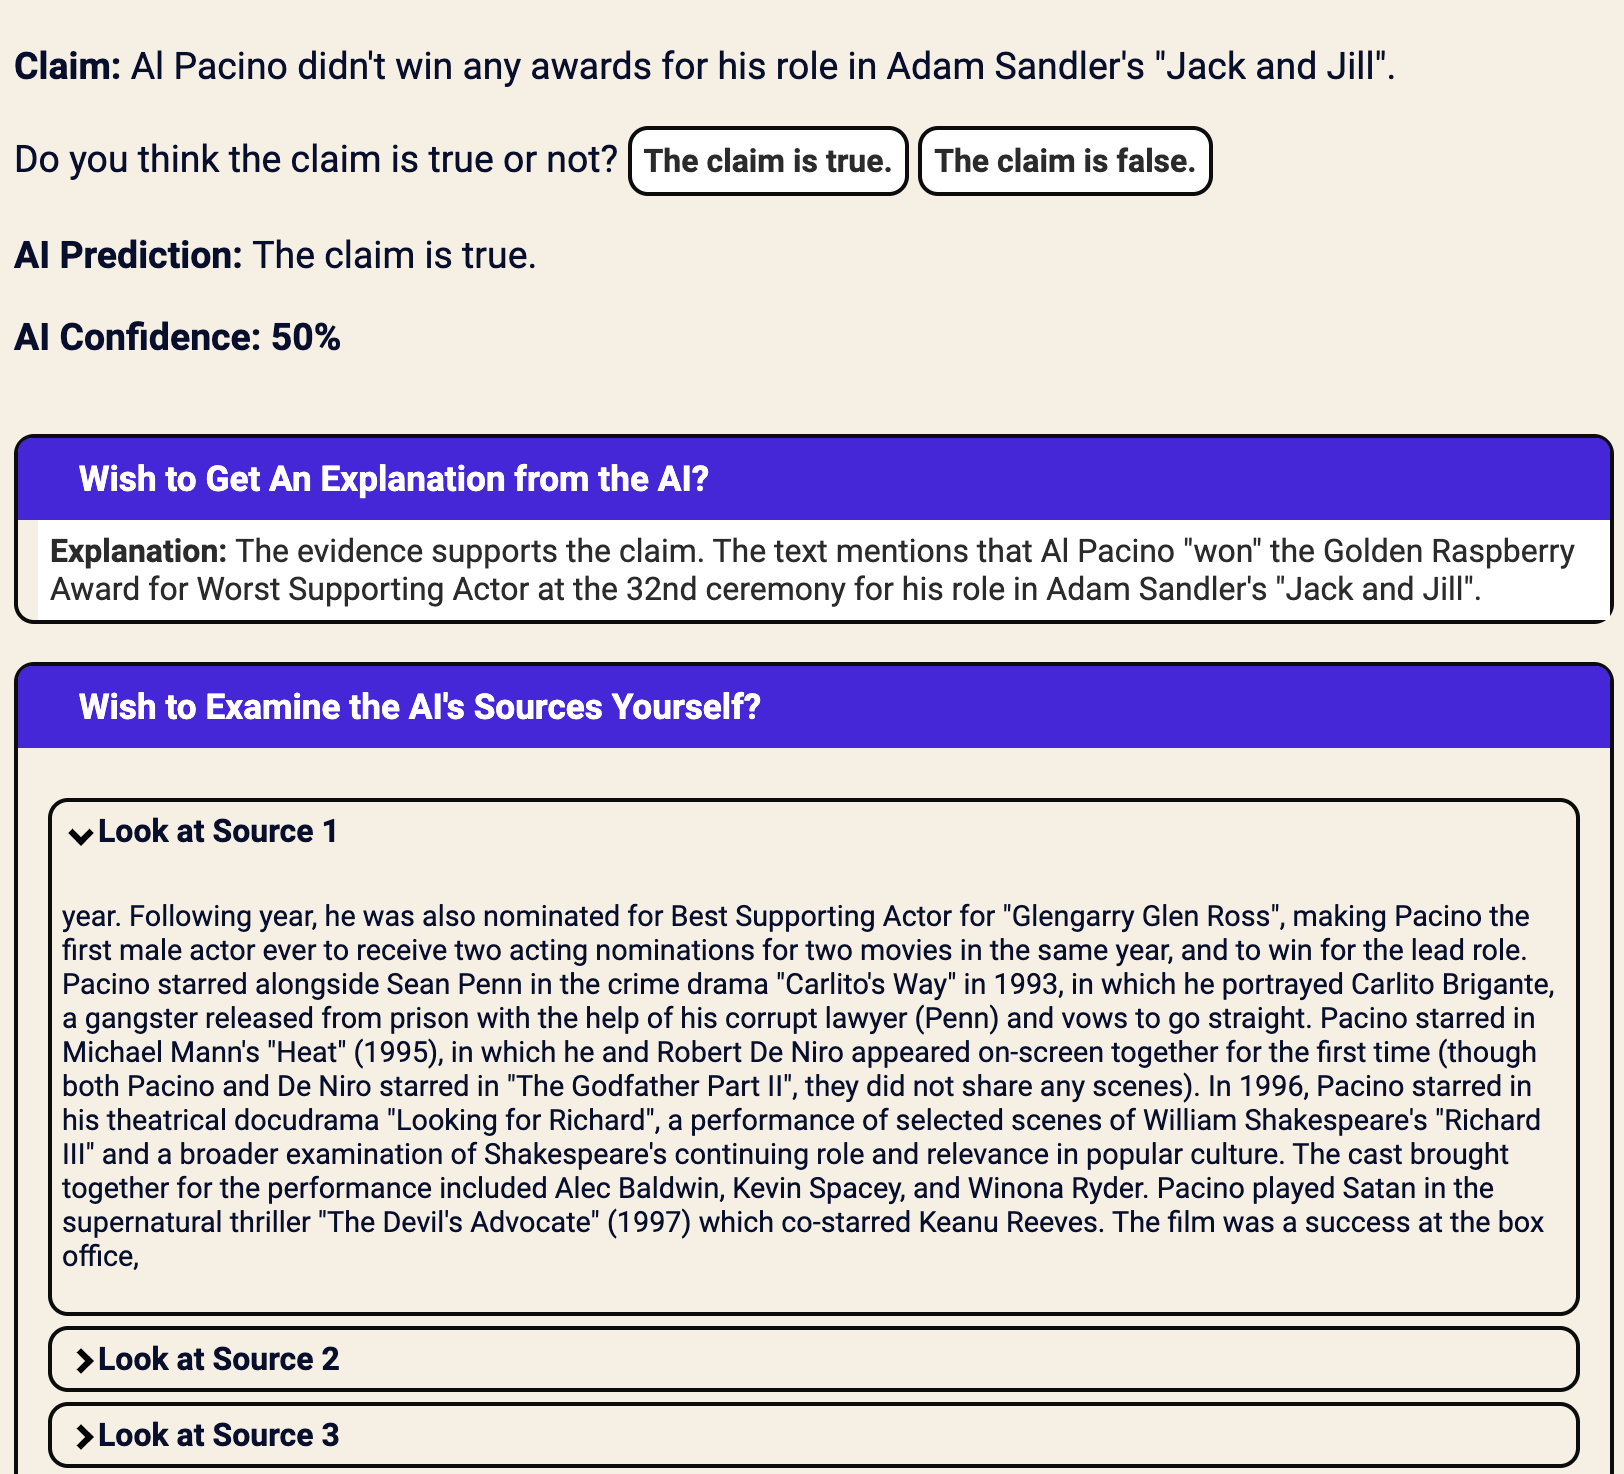 Claim: Al Pacino didn't win any awards for his role in Adam Sandler's "Jack and Jill".
Do you think the claim is true or not? The claim is true. The claim is false.
AI Prediction: The claim is true.
AI Confidence: 50%
Wish to Get An Explanation from the AI?
Explanation: The evidence supports the claim. The text mentions that Al Pacino "won" the Golden Raspberry
Award for Worst Supporting Actor at the 32nd ceremony for his role in Adam Sandler's "Jack and Jill".
Wish to Examine the AI's Sources Yourself?
Look at Source 1
year. Following year, he was also nominated for Best Supporting Actor for "Glengarry Glen Ross", making Pacino the
first male actor ever to receive two acting nominations for two movies in the same year, and to win for the lead role.
Pacino starred alongside Sean Penn in the crime drama "Carlito's Way" in 1993, in which he portrayed Carlito Brigante,
a gangster released from prison with the help of his corrupt lawyer (Penn) and vows to go straight. Pacino starred in
Michael Mann's "Heat" (1995), in which he and Robert De Niro appeared on-screen together for the first time (though
both Pacino and De Niro starred in "The Godfather Part II", they did not share any scenes). In 1996, Pacino starred in
his theatrical docudrama "Looking for Richard", a performance of selected scenes of William Shakespeare's "Richard
III" and a broader examination of Shakespeare's continuing role and relevance in popular culture. The cast brought
together for the performance included Alec Baldwin, Kevin Spacey, and Winona Ryder. Pacino played Satan in the
supernatural thriller "The Devil's Advocate" (1997) which co-starred Keanu Reeves. The film was a success at the box
office,
Look at Source 2
Look at Source 3